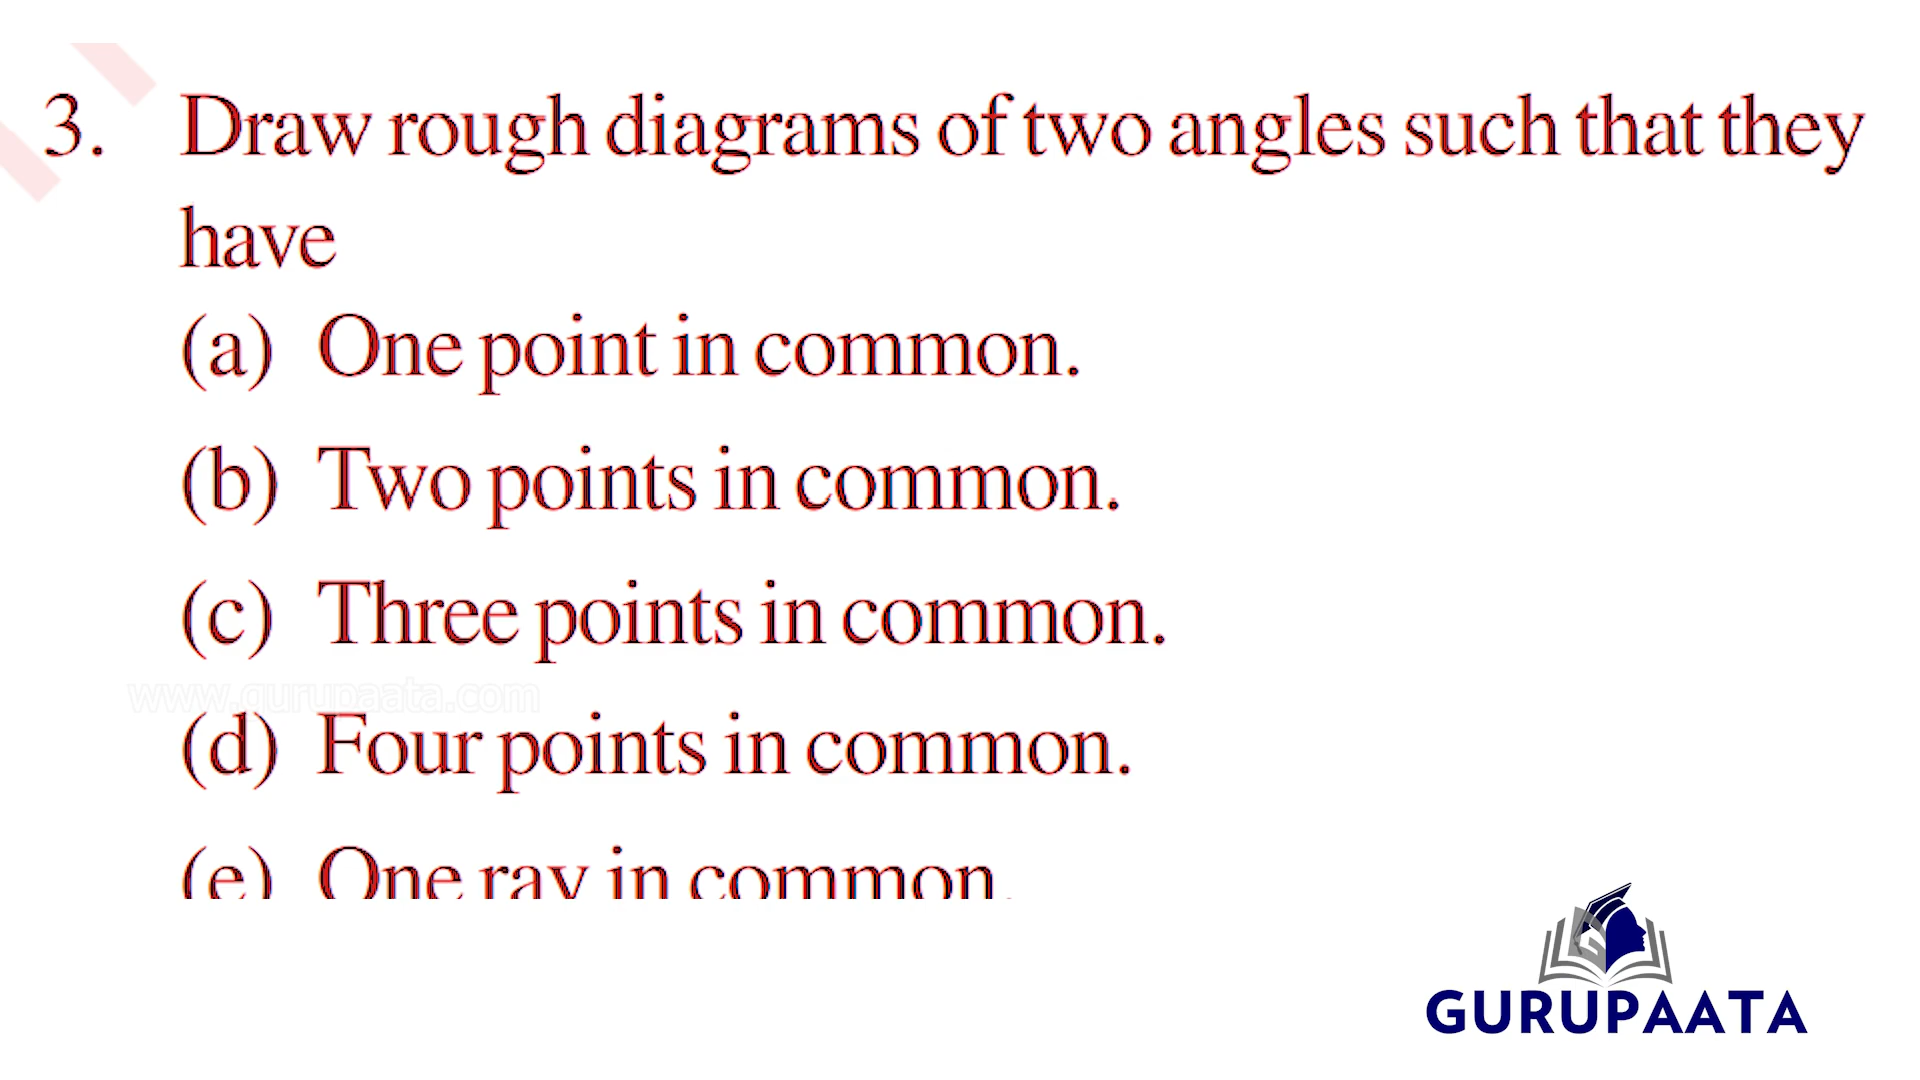 3. Draw rough diagrams of two angles such that they
have
(a) One point in common.
(b) Two points in common.
(c) Three points in common.
www.gurupaata.com
(d) Four points in common.
(e) One ray in common.
GURUPAATA